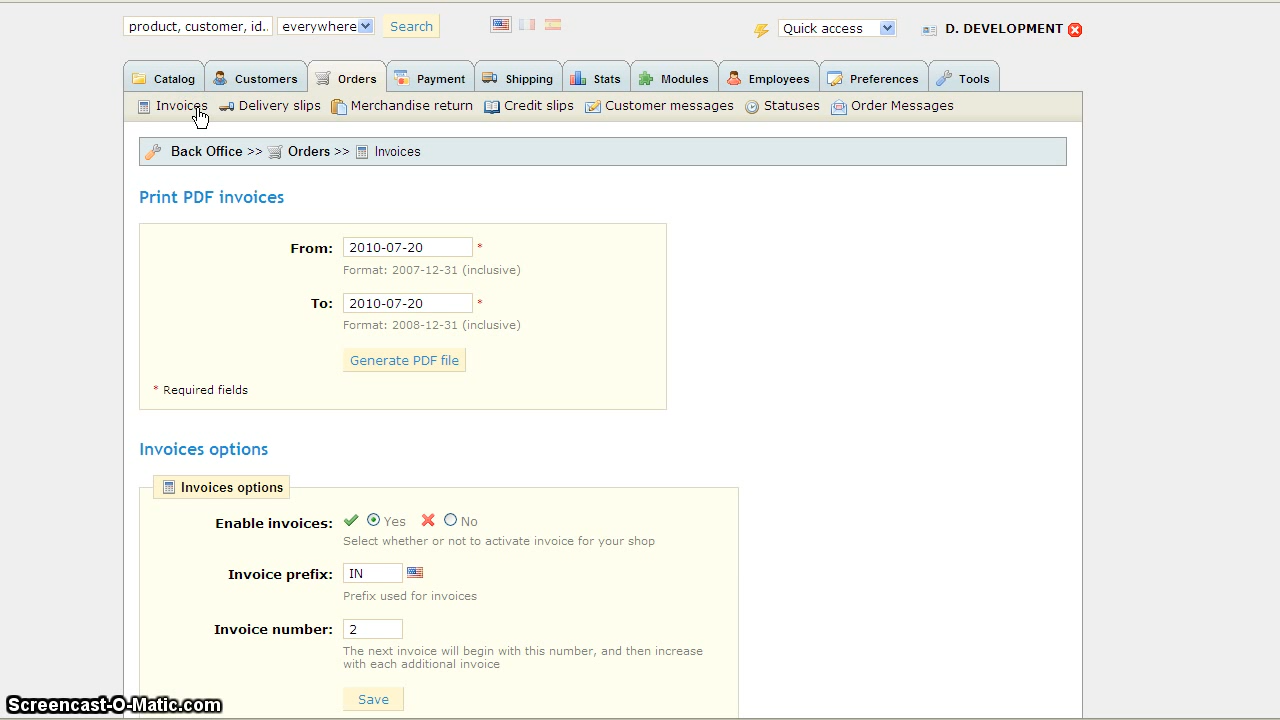 product, customer, id.. everywhere Search Quick access D. DEVELOPMENT
Catalog Customers Orders Payment Shipping Stats Modules Employees Preferences Tools
Invoices Delivery slips Merchandise return Credit slips Customer messages Statuses Order Messages
Back Office >> Orders >> Invoices
Print PDF invoices
From: 2010-07-20 *
Format: 2007-12-31 (inclusive)
To: 2010-07-20 *
Format: 2008-12-31 (inclusive)
Generate PDF file
* Required fields
Invoices options
Invoices options
Enable invoices: Yes No
Select whether or not to activate invoice for your shop
Invoice prefix: IN
Prefix used for invoices
Invoice number: 2
The next invoice will begin with this number, and then increase
with each additional invoice
Save
Screencast-O-Matic.com